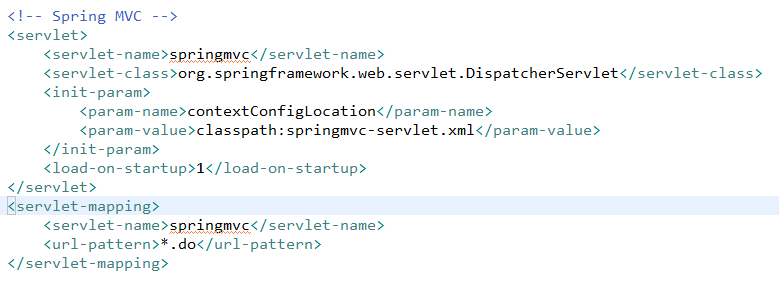 <!-- Spring MVC -->
<servlet>
    <servlet-name>springmvc</servlet-name>
    <servlet-class>org.springframework.web.servlet.DispatcherServlet</servlet-class>
    <init-param>
        <param-name>contextConfigLocation</param-name>
        <param-value>classpath:springmvc-servlet.xml</param-value>
    </init-param>
    <load-on-startup>1</load-on-startup>
</servlet>
<servlet-mapping>
    <servlet-name>springmvc</servlet-name>
    <url-pattern>*.do</url-pattern>
</servlet-mapping>